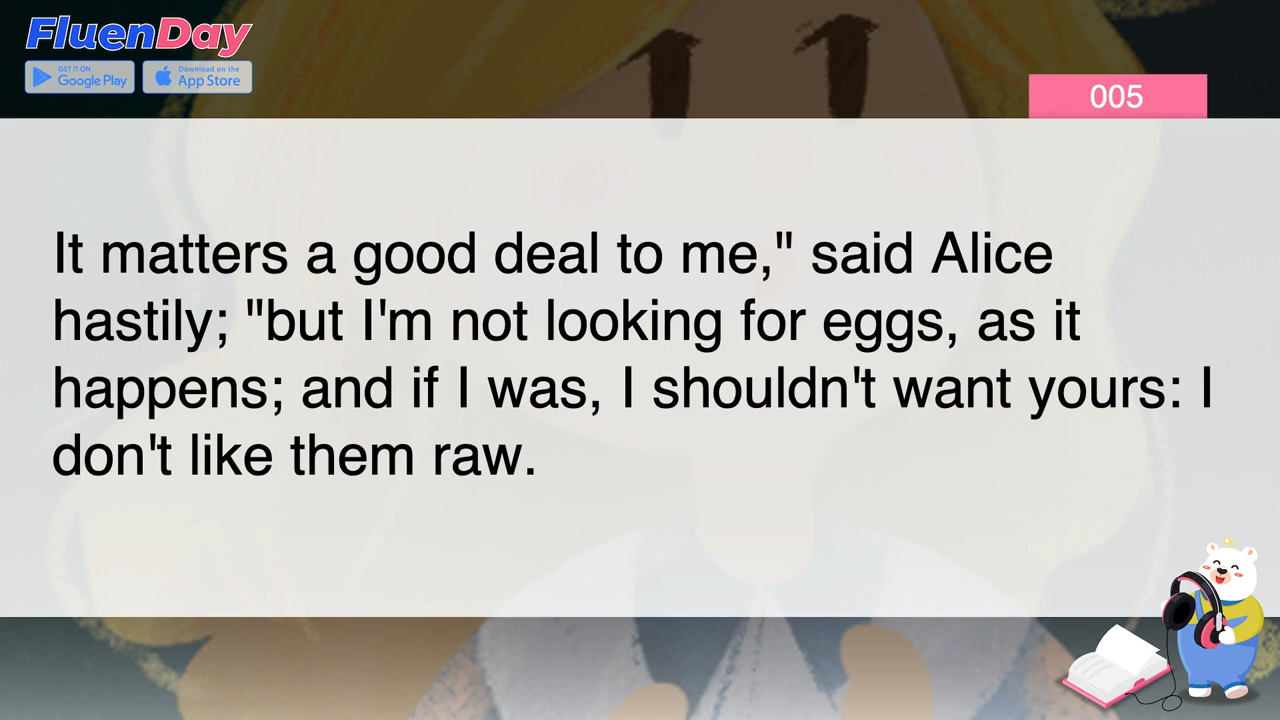 FluenDay
GET IT ON
Google Play
Download on the
App Store
005
It matters a good deal to me," said Alice
hastily; "but I'm not looking for eggs, as it
happens; and if I was, I shouldn't want yours: I
don't like them raw.